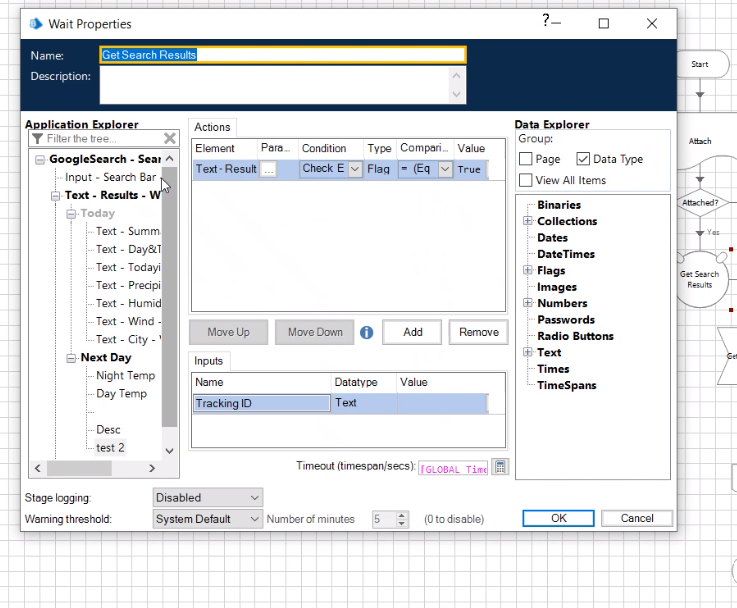 Wait Properties
?
Name:
Get Search Results
Description:
Application Explorer
Filter the tree...
GoogleSearch - Sear
Input - Search Bar
Text - Results - W
Today
Text - Summ
Text - Day&T
Text - Todayi
Text - Precipi
Text - Humid
Text - Wind -
Text - City -
Next Day
Night Temp
Day Temp
Desc
test 2
Actions
Element Para... Condition Type Compari... Value
Text - Result ... Check E Flag = (Eq True
Move Up Move Down Add Remove
Inputs
Name Datatype Value
Tracking ID Text
Timeout (timespan/secs): [GLOBAL Time
Data Explorer
Group:
Page Data Type
View All Items
Binaries
Collections
Dates
DateTimes
Flags
Images
Numbers
Passwords
Radio Buttons
Text
Times
TimeSpans
Stage logging: Disabled
Warning threshold: System Default Number of minutes 5 (0 to disable)
OK Cancel
Start
Attach
Attached?
Yes
Get Search
Results